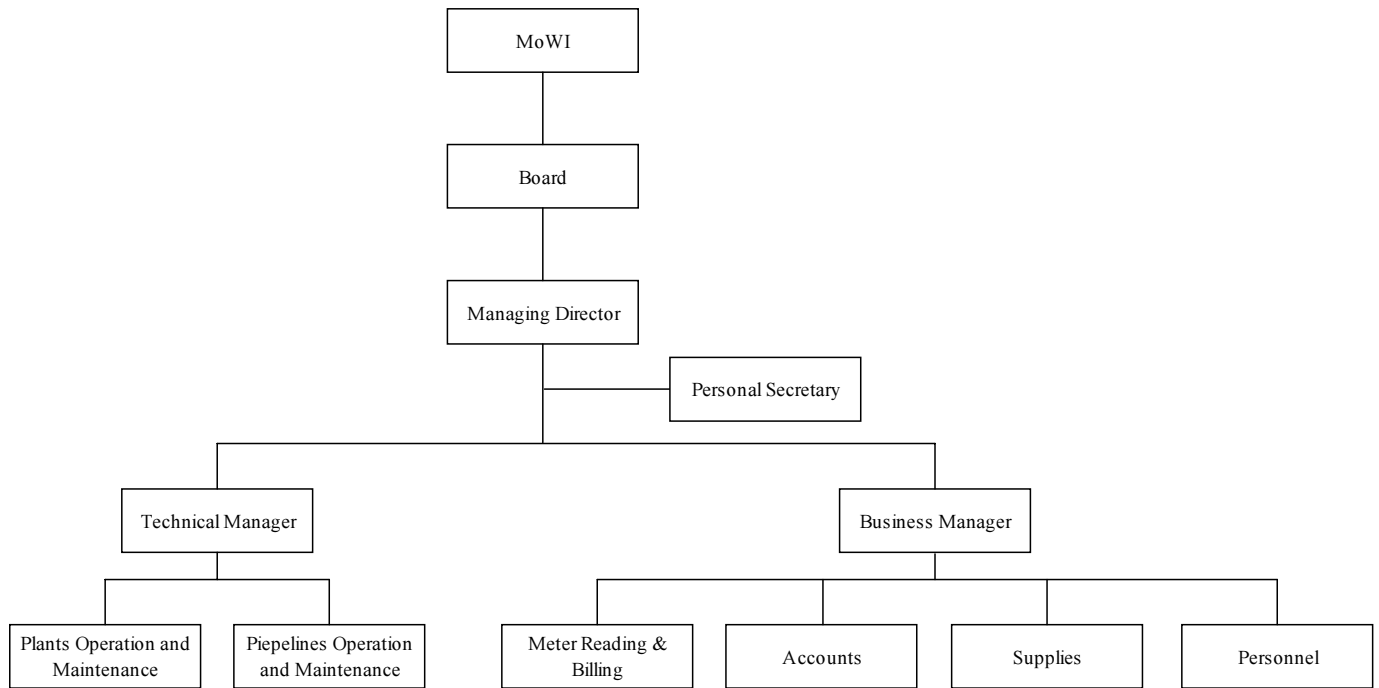 MoWI
Board
Managing Director
Personal Secretary
Technical Manager
Business Manager
Plants Operation and
Maintenance
Piepelines Operation
and Maintenance
Meter Reading &
Billing
Accounts
Supplies
Personnel